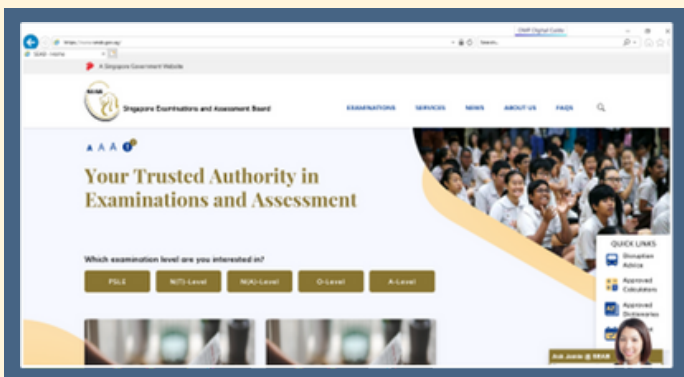 A Singapore Government Website
SEAB
Singapore Examinations and Assessment Board
EXAMINATIONS SERVICES NEWS ABOUT US FAQS
A A A
Your Trusted Authority in
Examinations and Assessment
Which examination level are you interested in?
PSLE N(T)-Level N(A)-Level O-Level A-Level
QUICK LINKS
Disruption
Advice
Approved
Calculators
Approved
Dictionaries
Ask Jamie @ SEAB